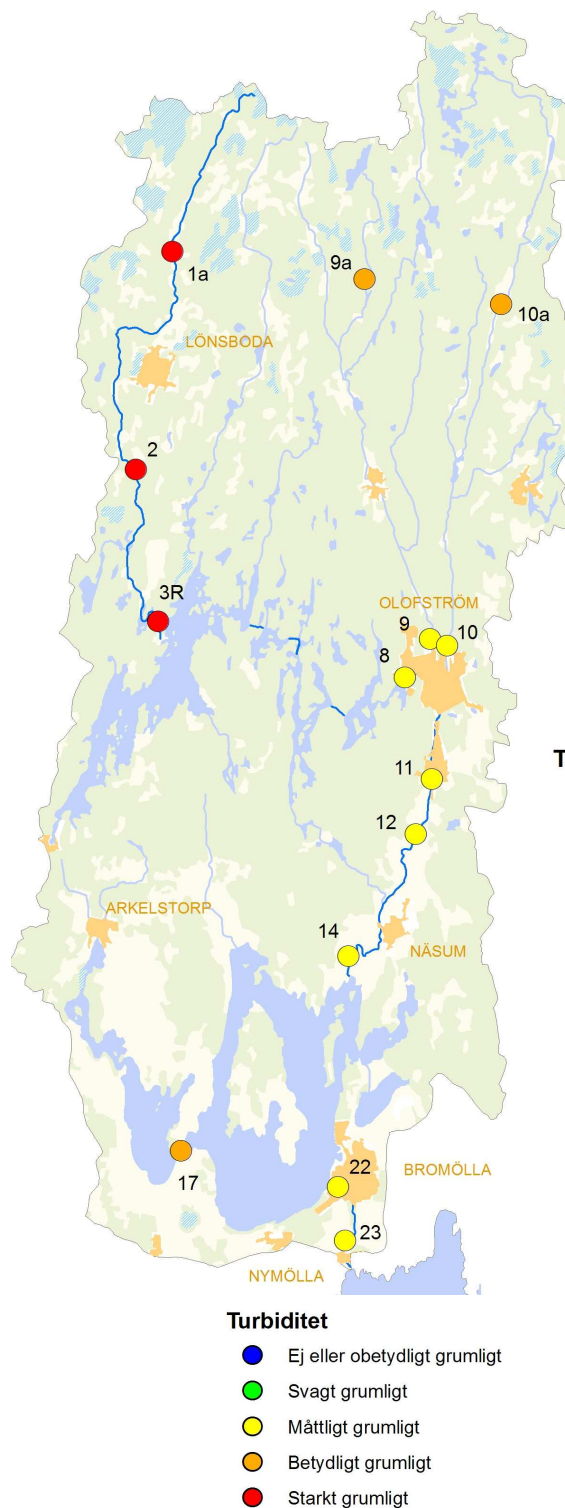 1a
9a
10a
LÖNSBODA
2
3R
OLOFSTRÖM
9
10
8
11
T
12
ARKELSTORP
14
NÄSUM
22
BROMÖLLA
17
23
NYMÖLLA
Turbiditet
Ej eller obetydligt grumligt
Svagt grumligt
Måttligt grumligt
Betydligt grumligt
Starkt grumligt